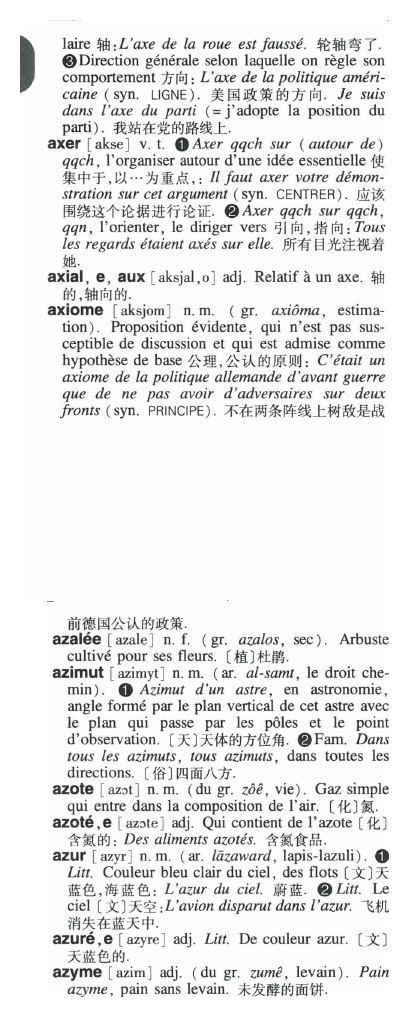 laire 轴:L'axe de la roue est faussé. 轮轴弯了.
❸Direction générale selon laquelle on règle son
comportement 方向: L'axe de la politique améri-
caine (syn. LIGNE). 美国政策的方向. Je suis
dans l'axe du parti (= j'adopte la position du
parti). 我站在党的路线上.
axer [akse] v. t. ❶ Axer qqch sur (autour de)
qqch, l'organiser autour d'une idée essentielle 使
集中于,以…为重点,: Il faut axer votre démon-
stration sur cet argument (syn. CENTRER). 应该
围绕这个论据进行论证. ❷ Axer qqch sur qqch,
qqn, l'orienter, le diriger vers 引向,指向: Tous
les regards étaient axés sur elle. 所有目光注视着
她.
axial, e, aux [aksjal,o] adj. Relatif à un axe. 轴
的,轴向的.
axiome [aksjom] n. m. (gr. axiôma, estima-
tion). Proposition évidente, qui n'est pas sus-
ceptible de discussion et qui est admise comme
hypothèse de base 公理,公认的原则: C'était un
axiome de la politique allemande d'avant guerre
que de ne pas avoir d'adversaires sur deux
fronts (syn. PRINCIPE). 不在两条阵线上树敌是战
前德国公认的政策.
azalée [azale] n. f. (gr. azalos, sec). Arbuste
cultivé pour ses fleurs. [植]杜鹃.
azimut [azimyt] n. m. (ar. al-samt, le droit che-
min). ❶ Azimut d'un astre, en astronomie,
angle formé par le plan vertical de cet astre avec
le plan qui passe par les pôles et le point
d'observation. [天]天体的方位角. ❷Fam. Dans
tous les azimuts, tous azimuts, dans toutes les
directions. [俗]四面八方.
azote [azɔt] n. m. (du gr. zôê, vie). Gaz simple
qui entre dans la composition de l'air. [化]氮.
azoté,e [azɔte] adj. Qui contient de l'azote [化]
含氮的: Des aliments azotés. 含氮食品.
azur [azyr] n. m. (ar. lāzaward, lapis-lazuli). ❶
Litt. Couleur bleu clair du ciel, des flots [文]天
蓝色,海蓝色: L'azur du ciel. 蔚蓝. ❷ Litt. Le
ciel [文]天空:L'avion disparut dans l'azur. 飞机
消失在蓝天中.
azuré,e [azyre] adj. Litt. De couleur azur. [文]
天蓝色的.
azyme [azim] adj. (du gr. zumê, levain). Pain
azyme, pain sans levain. 未发酵的面饼.